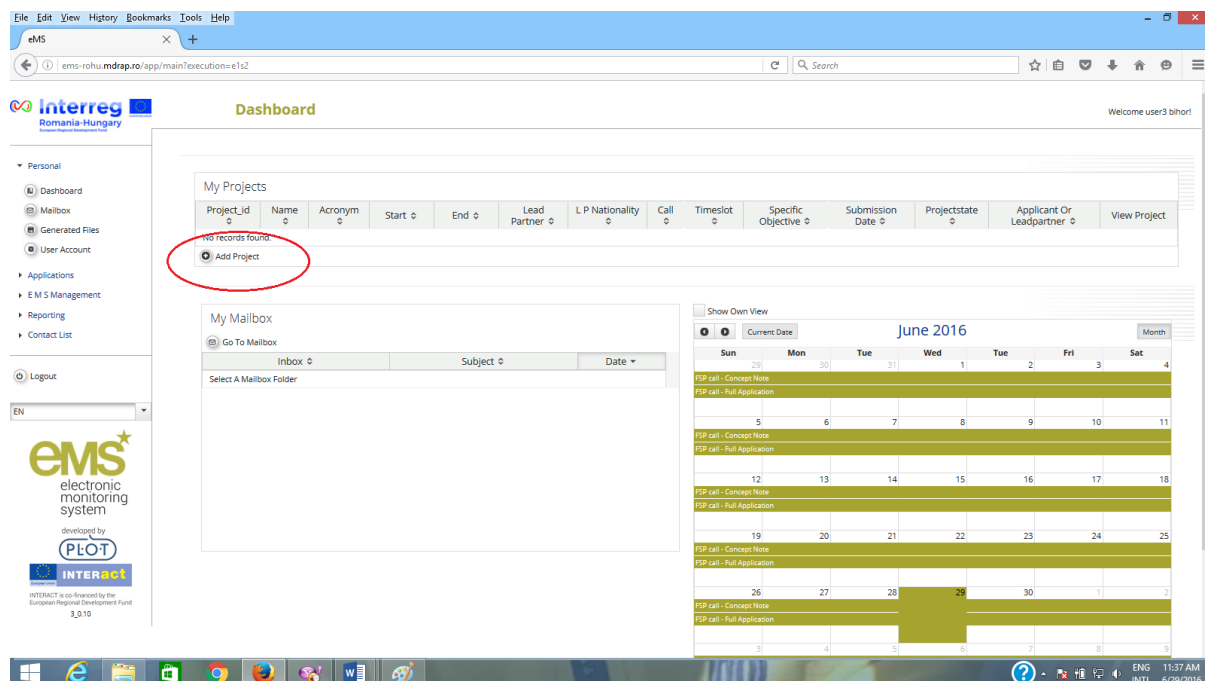 File Edit View History Bookmarks Tools Help
eMS
ems-rohu.mdrap.ro/app/main?execution=e1s2
Search
Interreg
Romania-Hungary
European Regional Development Fund
Dashboard
Welcome user3 bihor!
Personal
Dashboard
Mailbox
Generated Files
User Account
Applications
E M S Management
Reporting
Contact List
Logout
EN
eMS
electronic
monitoring
system
developed by
PLOT
INTERact
INTERACT is co-financed by the
European Regional Development Fund
3_0.10
My Projects
Project_id Name Acronym Start End Lead Partner L P Nationality Call Timeslot Specific Objective Submission Date Projectstate Applicant Or Leadpartner View Project
No records found.
Add Project
My Mailbox
Go To Mailbox
Inbox Subject Date
Select A Mailbox Folder
Show Own View
Current Date June 2016 Month
Sun Mon Tue Wed Tue Fri Sat
29 30 31 1 2 3 4
FSP call - Concept Note
FSP call - Full Application
5 6 7 8 9 10 11
FSP call - Concept Note
FSP call - Full Application
12 13 14 15 16 17 18
FSP call - Concept Note
FSP call - Full Application
19 20 21 22 23 24 25
FSP call - Concept Note
FSP call - Full Application
26 27 28 29 30 1 2
FSP call - Concept Note
FSP call - Full Application
3 4 5 6 7 8 9
ENG 11:37 AM
INTL 6/29/2016